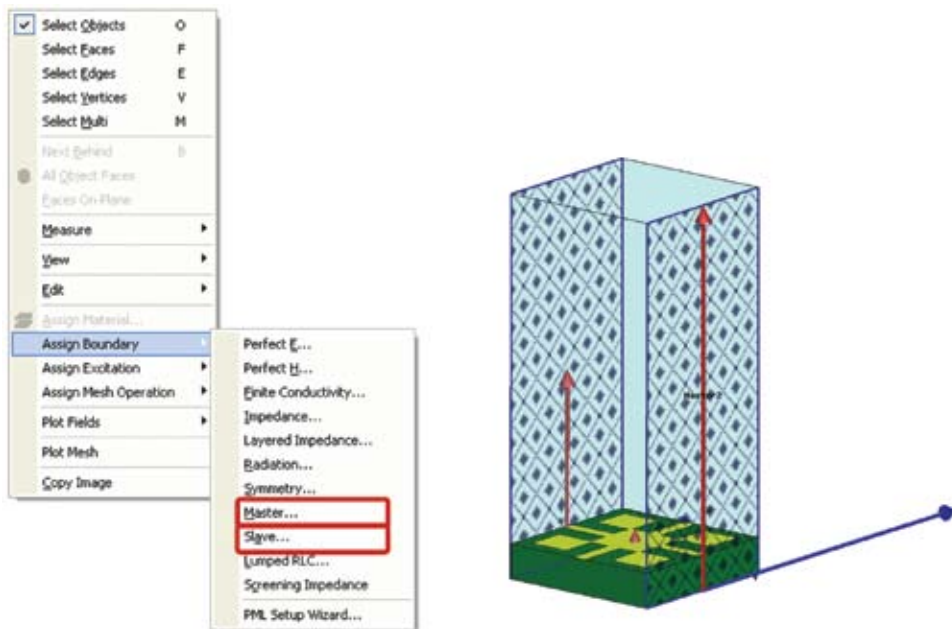 Select Objects O
Select Faces F
Select Edges E
Select Vertices V
Select Multi M
Next Behind B
All Object Faces
Faces On Plane
Measure
View
Edit
Assign Material...
Assign Boundary
Assign Excitation
Assign Mesh Operation
Plot Fields
Plot Mesh
Copy Image
Perfect E...
Perfect H...
Finite Conductivity...
Impedance...
Layered Impedance...
Radiation...
Symmetry...
Master...
Slave...
Lumped RLC...
Screening Impedance
PML Setup Wizard...